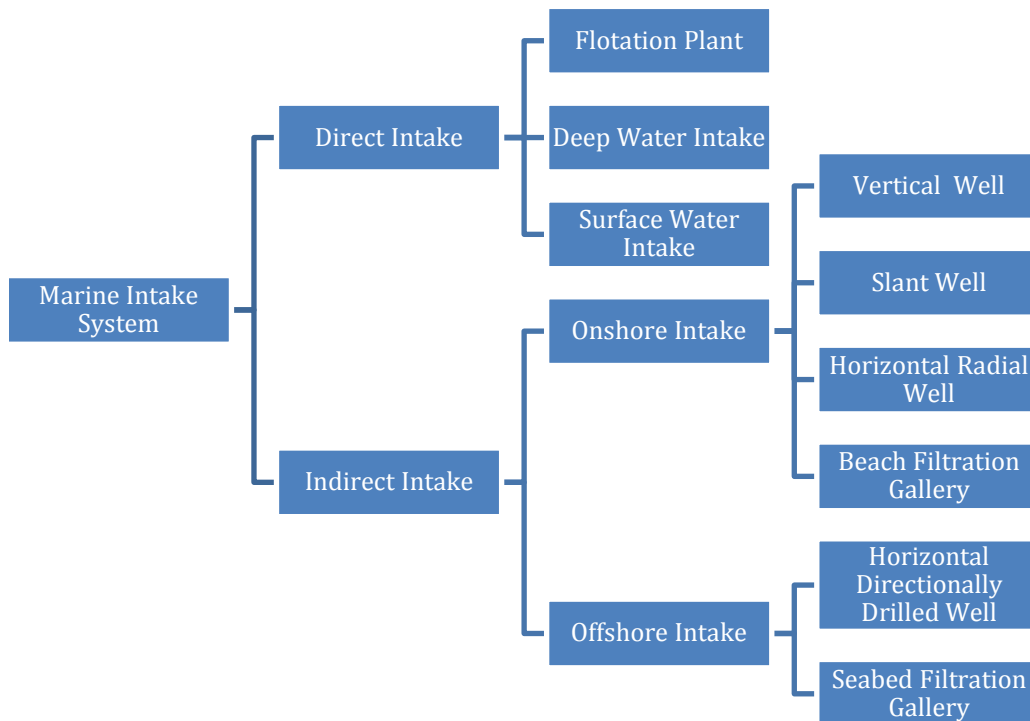 Marine Intake
System
Direct Intake
Flotation Plant
Deep Water Intake
Surface Water
Intake
Indirect Intake
Onshore Intake
Vertical  Well
Slant Well
Horizontal Radial
Well
Beach Filtration
Gallery
Offshore Intake
Horizontal
Directionally
Drilled Well
Seabed Filtration
Gallery